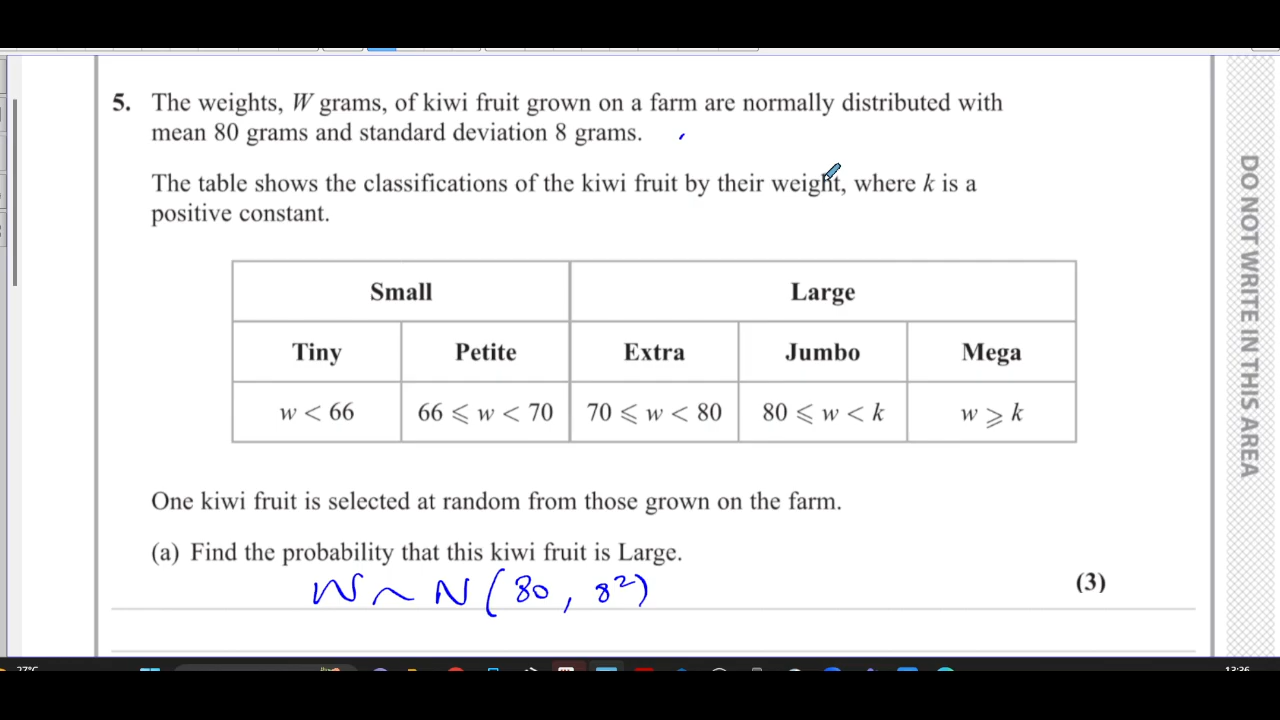 5. The weights, W grams, of kiwi fruit grown on a farm are normally distributed with
mean 80 grams and standard deviation 8 grams.
The table shows the classifications of the kiwi fruit by their weight, where k is a
positive constant.
Small Large
Tiny Petite Extra Jumbo Mega
w < 66 66 ⩽ w < 70 70 ⩽ w < 80 80 ⩽ w < k w ⩾ k
One kiwi fruit is selected at random from those grown on the farm.
(a) Find the probability that this kiwi fruit is Large.
W ~ N (80, 8²)
(3)
DO NOT WRITE IN THIS AREA
27°C
13:36